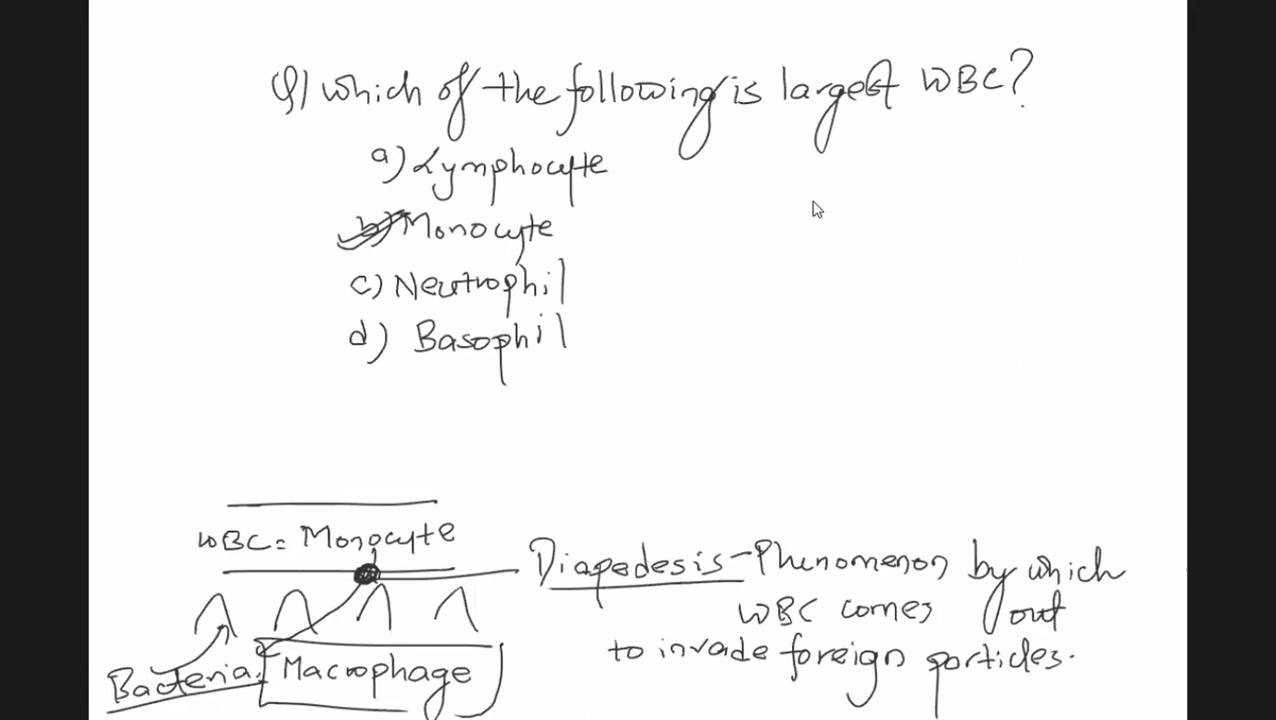 Q) which of the following is largest WBC?
a) Lymphocyte
b) Monocyte
c) Neutrophil
d) Basophil
WBC = Monocyte
Diapedesis - Phenomenon by which
WBC comes out
to invade foreign particles.
Bacteria
Macrophage